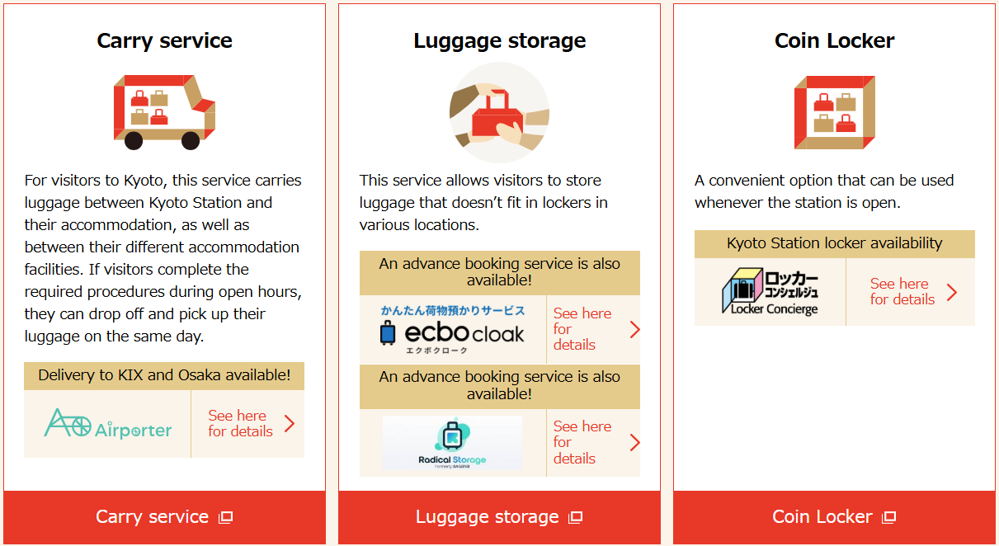 Carry service
For visitors to Kyoto, this service carries
luggage between Kyoto Station and
their accommodation, as well as
between their different accommodation
facilities. If visitors complete the
required procedures during open hours,
they can drop off and pick up their
luggage on the same day.
Delivery to KIX and Osaka available!
Airporter
See here
for details
Carry service
Luggage storage
This service allows visitors to store
luggage that doesn’t fit in lockers in
various locations.
An advance booking service is also
available!
かんたん荷物預かりサービス
ecbo cloak
エクボクローク
See here
for
details
An advance booking service is also
available!
Radical Storage
Formerly BAGBNB
See here
for
details
Luggage storage
Coin Locker
A convenient option that can be used
whenever the station is open.
Kyoto Station locker availability
ロッカー
コンシェルジュ
Locker Concierge
See here
for details
Coin Locker